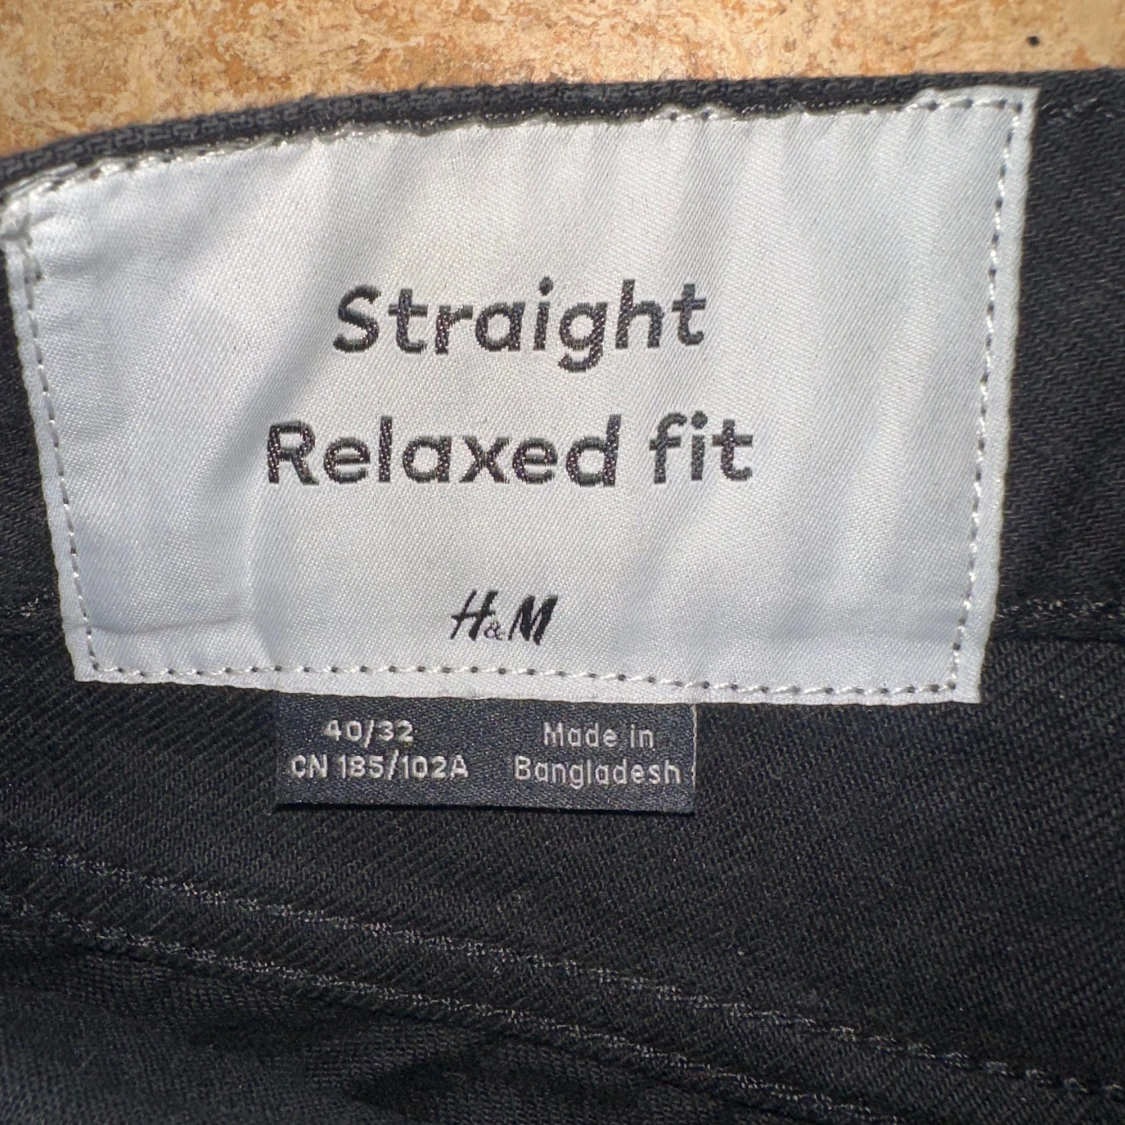 Straight
Relaxed fit
H&M
40/32
CN 185/102A
Made in
Bangladesh